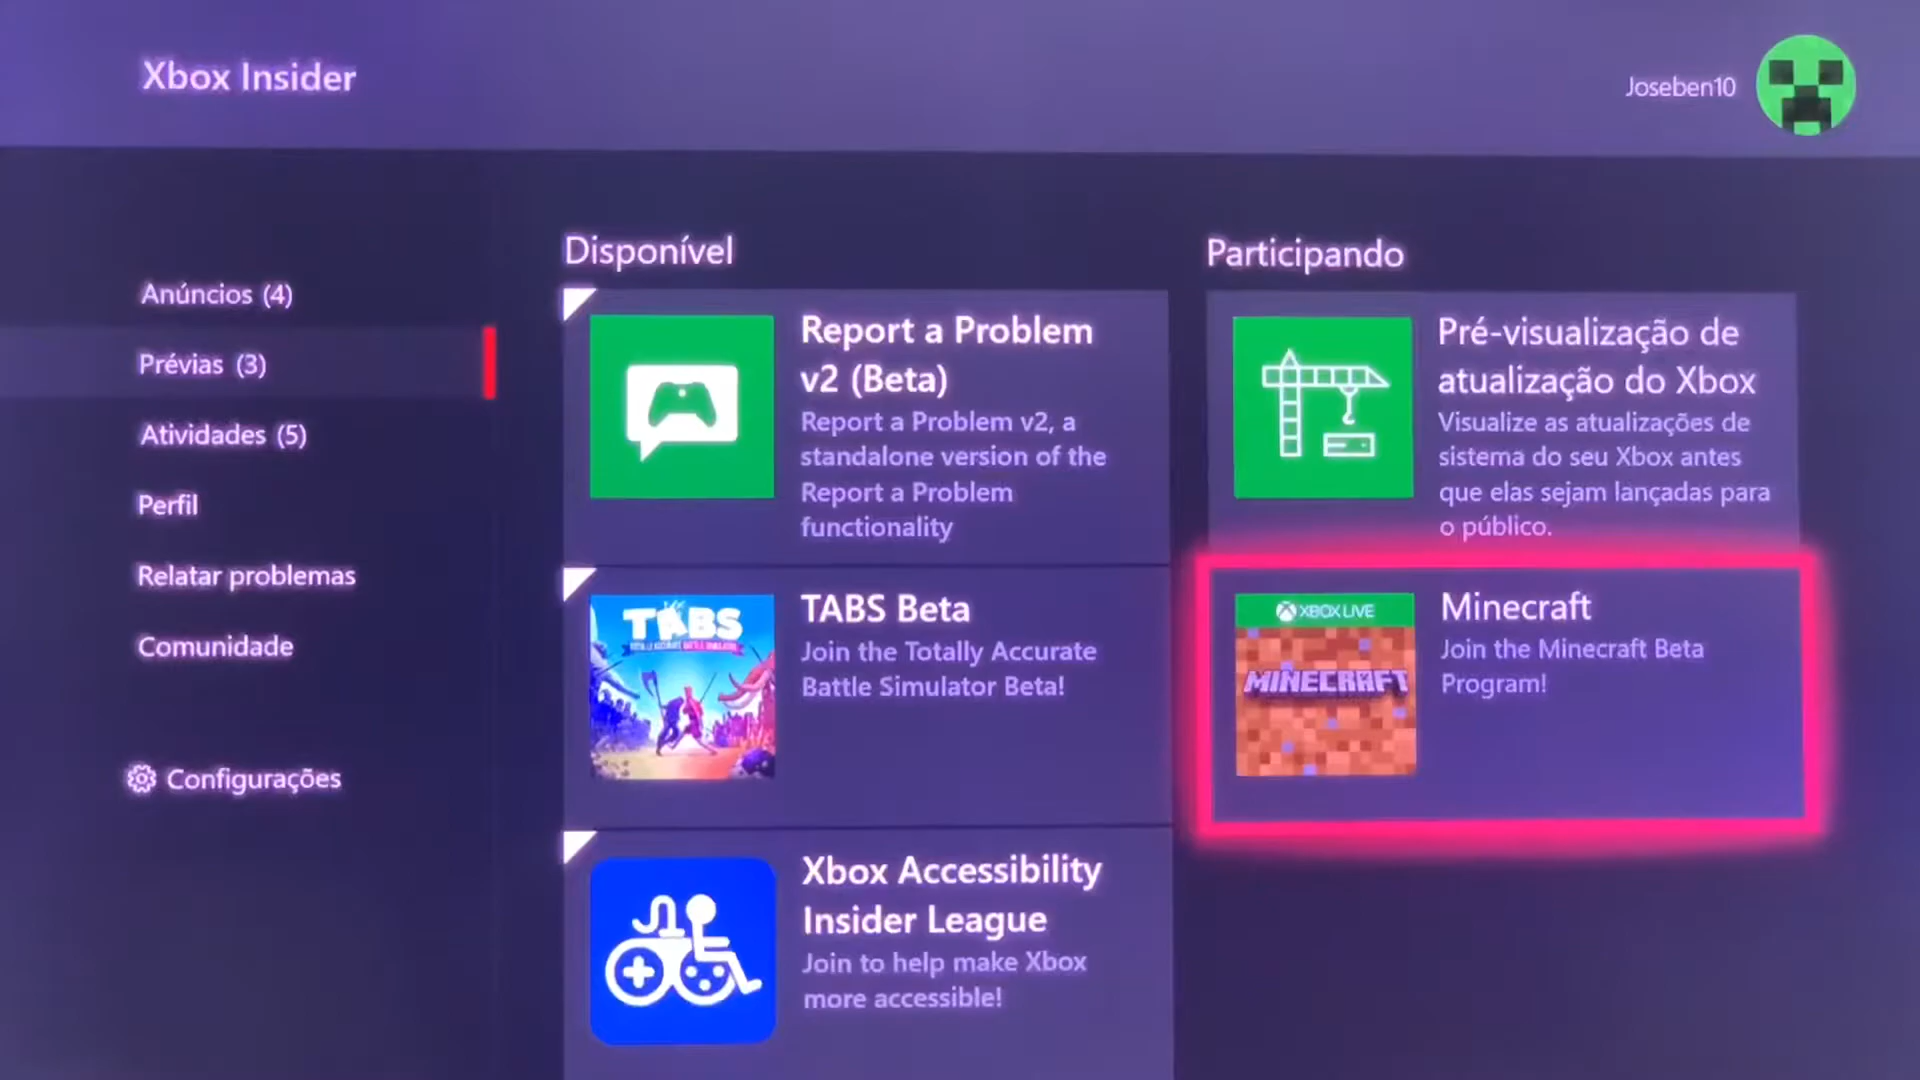 Xbox Insider
Joseben10
Anúncios (4)
Prévias (3)
Atividades (5)
Perfil
Relatar problemas
Comunidade
Configurações
Disponível
Report a Problem
v2 (Beta)
Report a Problem v2, a
standalone version of the
Report a Problem
functionality
TABS
TOTALLY ACCURATE BATTLE SIMULATOR
TABS Beta
Join the Totally Accurate
Battle Simulator Beta!
Xbox Accessibility
Insider League
Join to help make Xbox
more accessible!
Participando
Pré-visualização de
atualização do Xbox
Visualize as atualizações de
sistema do seu Xbox antes
que elas sejam lançadas para
o público.
XBOX LIVE
MINECRAFT
Minecraft
Join the Minecraft Beta
Program!